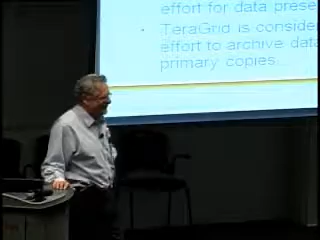 effort for data prese
• TeraGrid is conside
effort to archive data
primary copies...